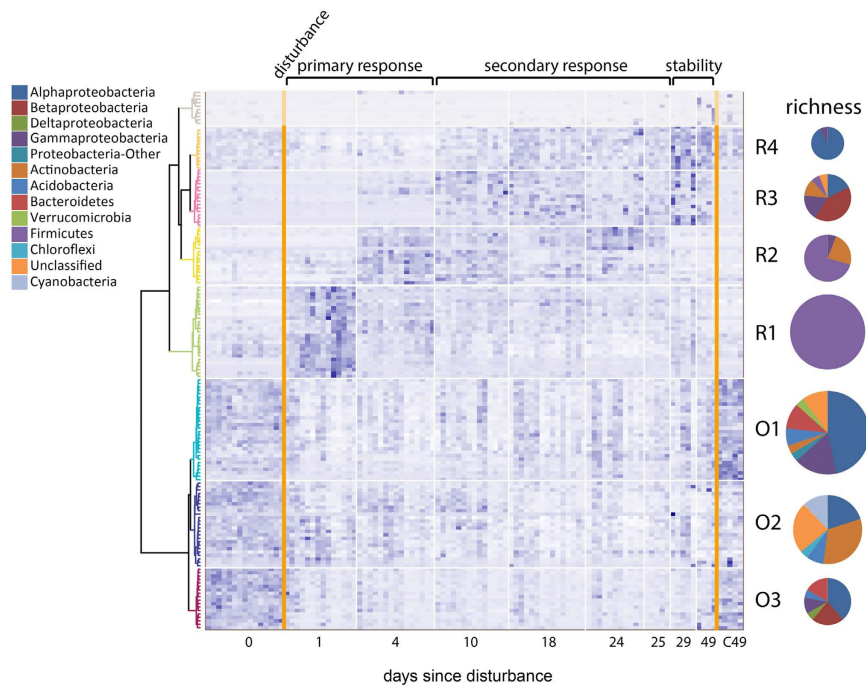 disturbance
primary response
secondary response
stability
Alphaproteobacteria
Betaproteobacteria
Deltaproteobacteria
Gammaproteobacteria
Proteobacteria-Other
Actinobacteria
Acidobacteria
Bacteroidetes
Verrucomicrobia
Firmicutes
Chloroflexi
Unclassified
Cyanobacteria
richness
R4
R3
R2
R1
O1
O2
O3
0 1 4 10 18 24 25 29 49 C49
days since disturbance